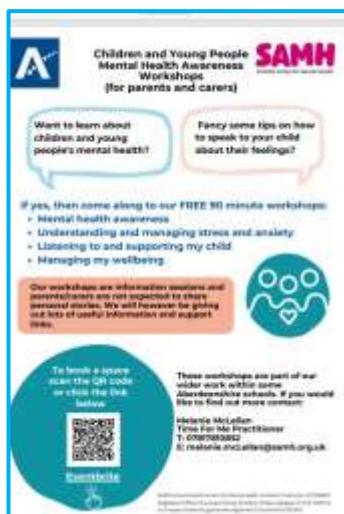 SAMH
Children and Young People
Mental Health Awareness
Workshops
(for parents and carers)
Want to learn about
children and young
people's mental health?
Fancy some tips on how
to speak to your child
about their feelings?
If yes, then come along to our FREE 90 minute workshops:
• Mental health awareness
• Understanding and managing stress and anxiety
• Listening to and supporting my child
• Managing my wellbeing
Our workshops are information sessions and
parents/carers are not expected to share
personal stories. We will however be giving
out lots of useful information and support
links.
To book a space
scan the QR code
or click the link
below
Eventbrite
These workshops are part of our
wider work within some
Aberdeenshire schools. If you would
like to find out more contact:
Melanie McLellan
Time For Me Practitioner
T:
E: melanie.mclellan@samh.org.uk